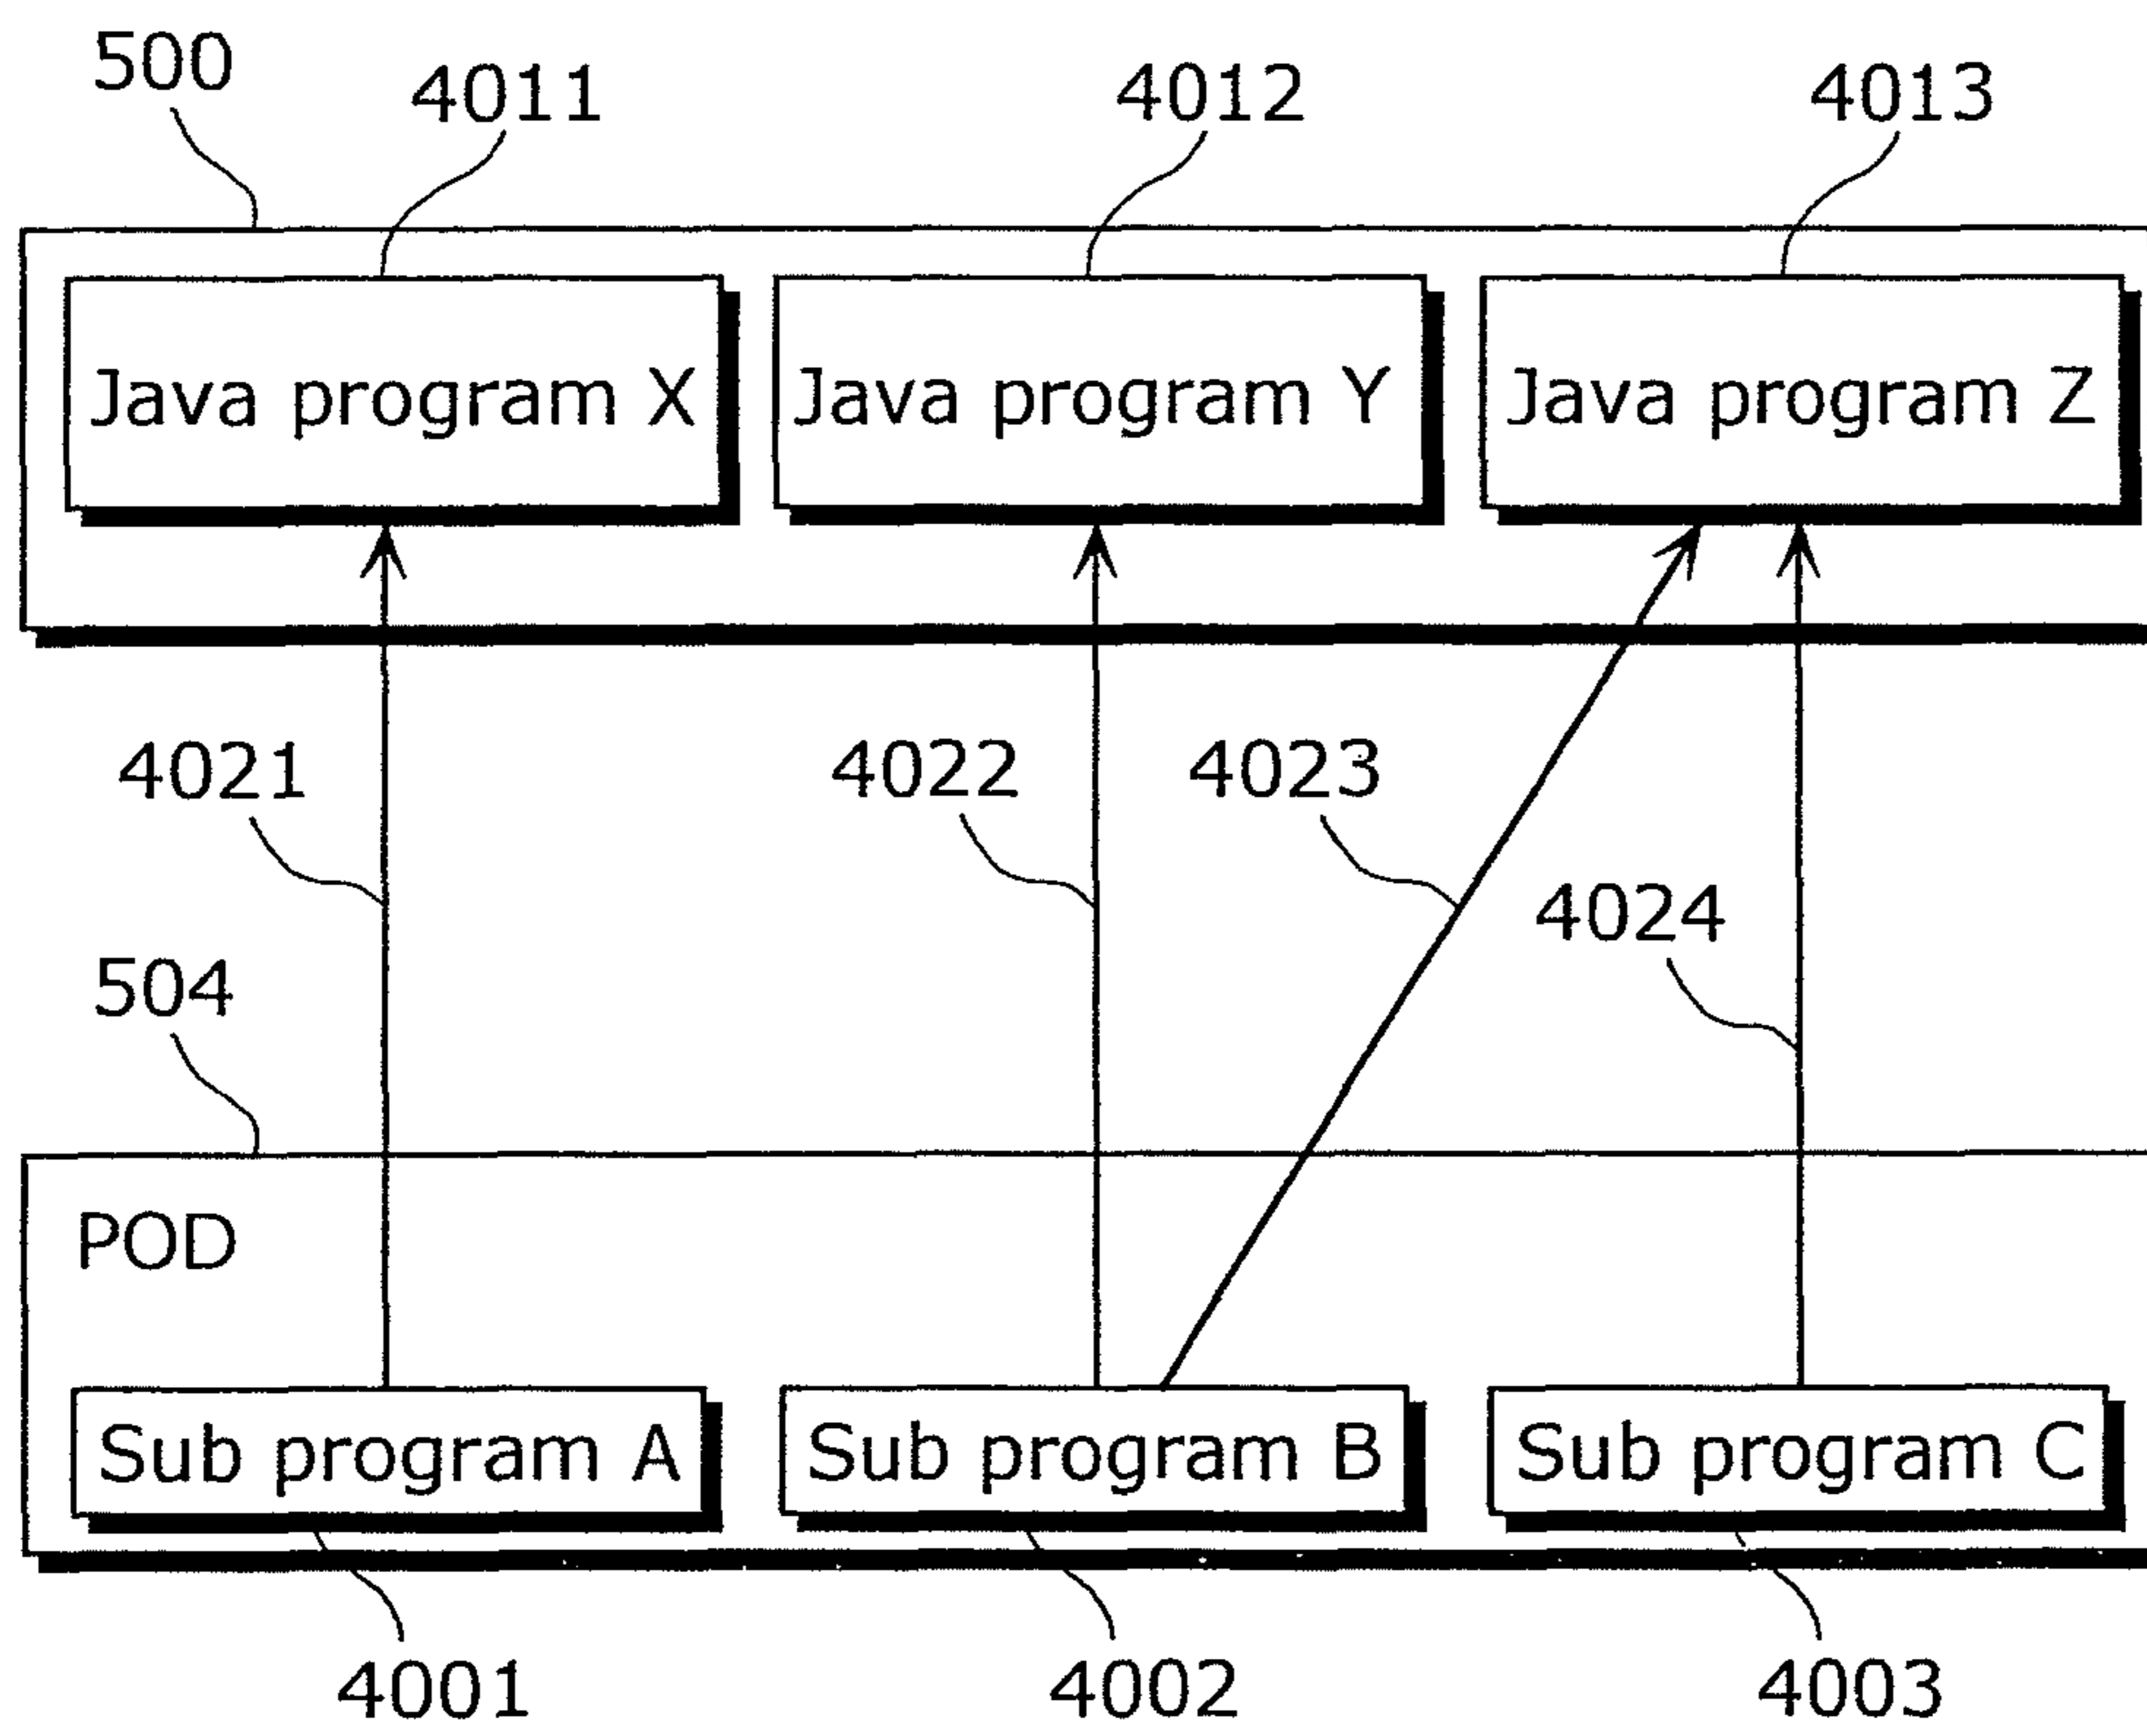 500
4011
4012
4013
Java program X
Java program Y
Java program Z
4021
4022
4023
4024
504
POD
Sub program A
Sub program B
Sub program C
4001
4002
4003